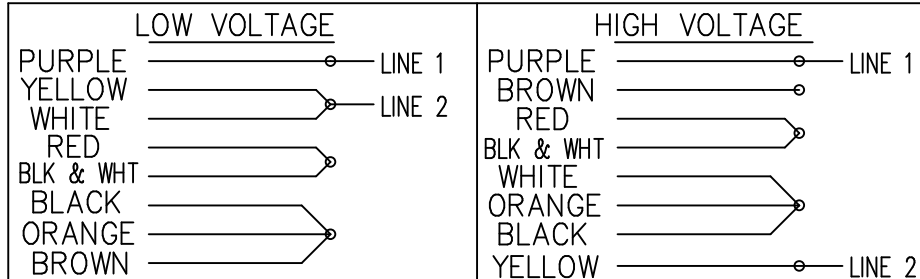 LOW VOLTAGE
PURPLE LINE 1
YELLOW
LINE 2
WHITE
RED
BLK & WHT
BLACK
ORANGE
BROWN
HIGH VOLTAGE
PURPLE LINE 1
BROWN
RED
BLK & WHT
WHITE
ORANGE
BLACK
YELLOW LINE 2